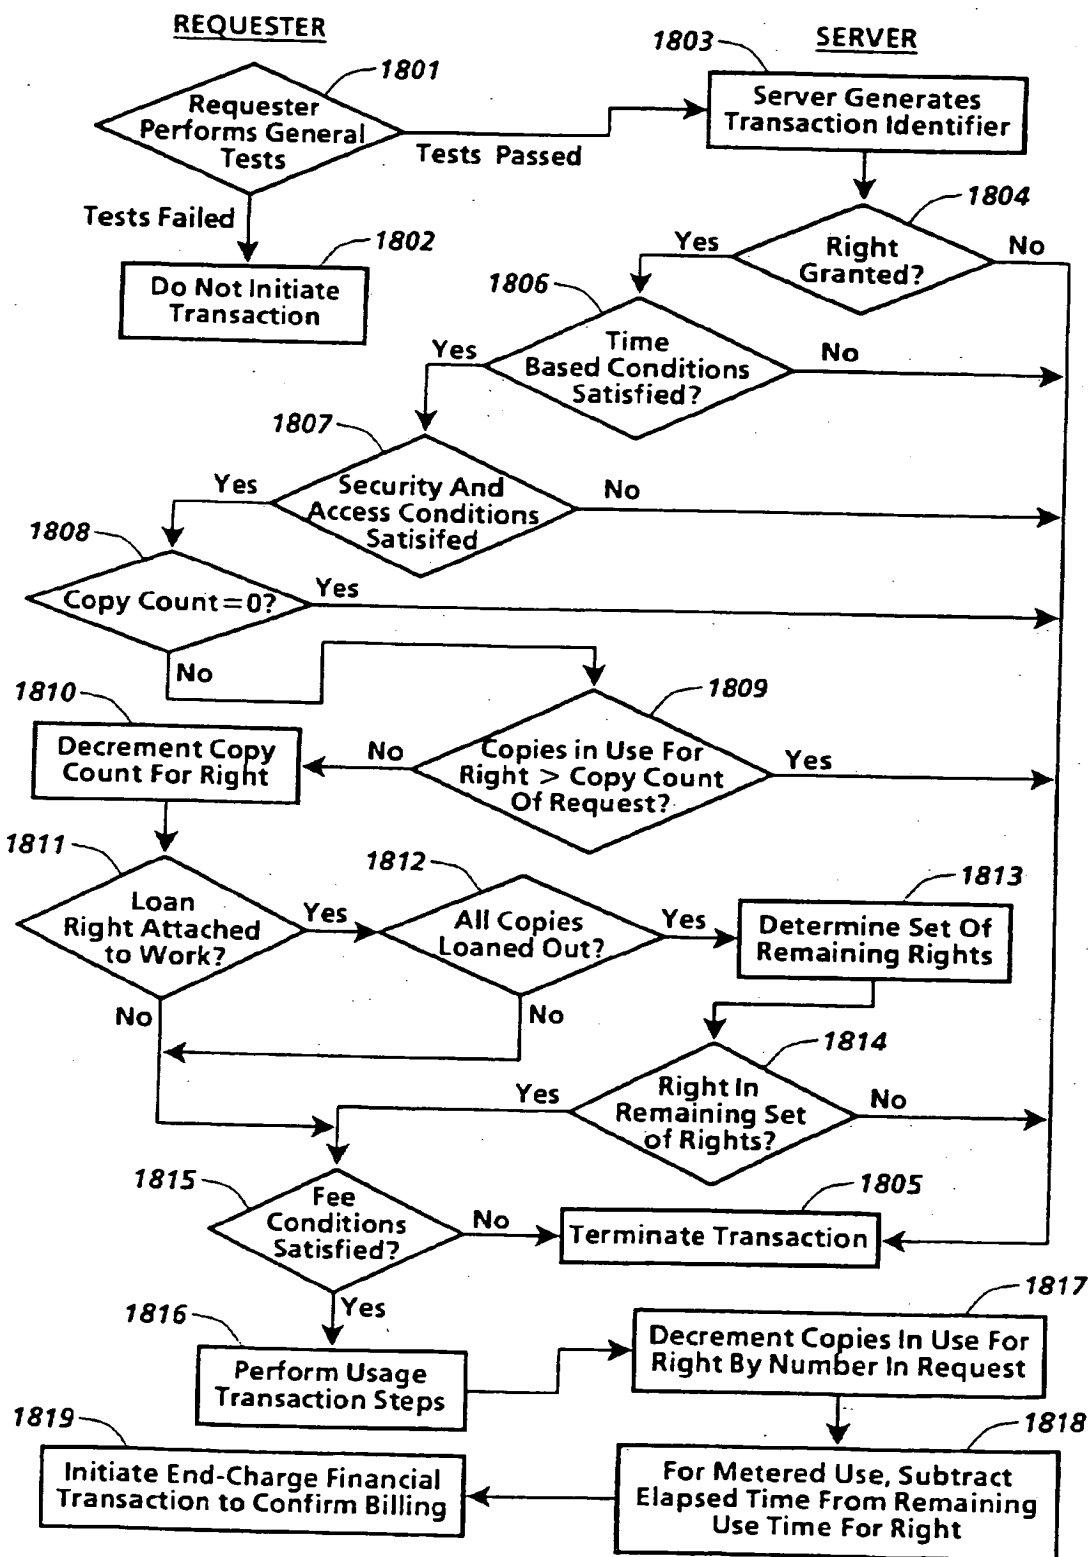 REQUESTER
SERVER
1801
1803
Requester
Performs General
Tests
Server Generates
Transaction Identifier
Tests Passed
Tests Failed
1802
Do Not Initiate
Transaction
1804
Right
Granted?
Yes
No
1806
Time
Based Conditions
Satisfied?
Yes
No
1807
Security And
Access Conditions
Satisifed
Yes
No
1808
Copy Count=0?
Yes
No
1809
Copies in Use For
Right > Copy Count
Of Request?
No
Yes
1810
Decrement Copy
Count For Right
1811
Loan
Right Attached
to Work?
Yes
No
1812
All Copies
Loaned Out?
Yes
No
1813
Determine Set Of
Remaining Rights
1814
Right In
Remaining Set
of Rights?
Yes
No
1815
Fee
Conditions
Satisfied?
No
Yes
1805
Terminate Transaction
1816
Perform Usage
Transaction Steps
1817
Decrement Copies In Use For
Right By Number In Request
1818
For Metered Use, Subtract
Elapsed Time From Remaining
Use Time For Right
1819
Initiate End-Charge Financial
Transaction to Confirm Billing